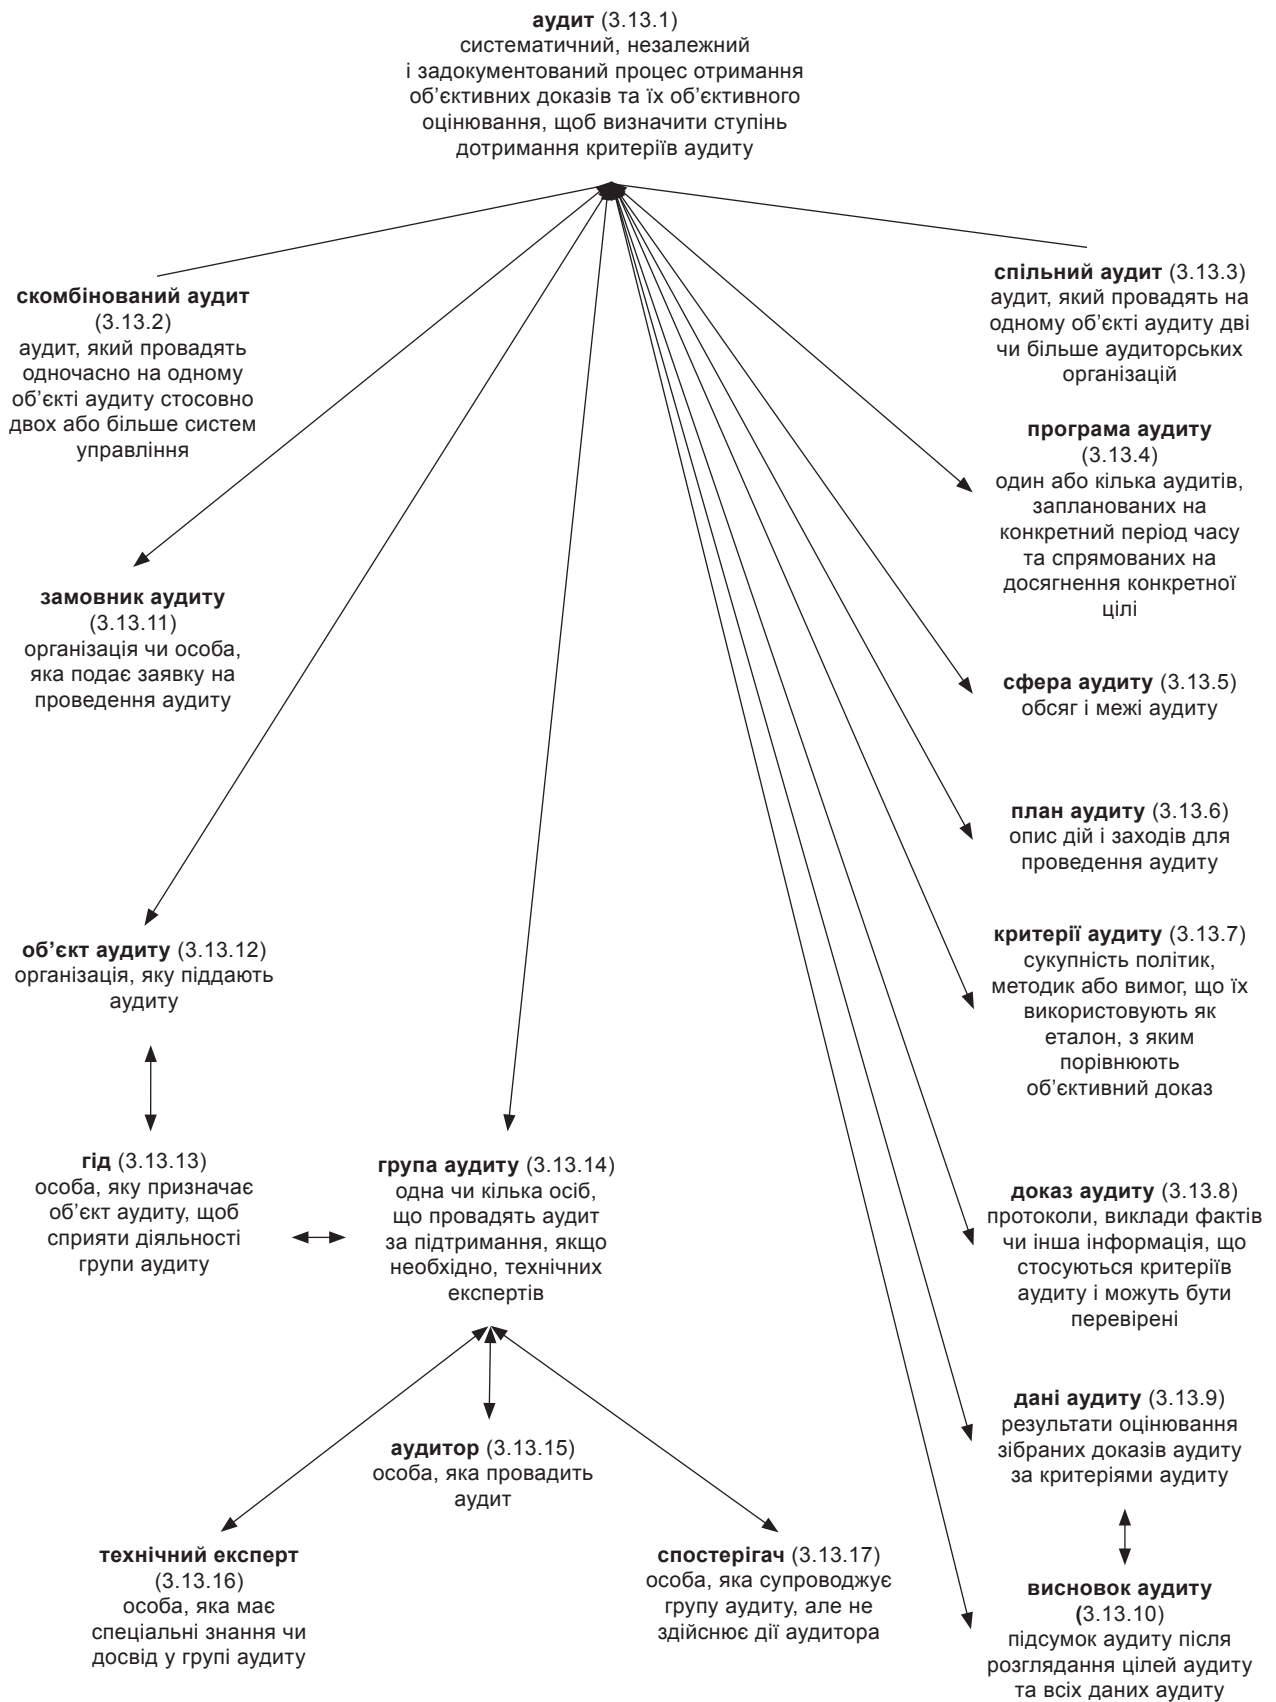 аудит (3.13.1)
систематичний, незалежний
і задокументований процес отримання
об’єктивних доказів та їх об’єктивного
оцінювання, щоб визначити ступінь
дотримання критеріїв аудиту
скомбінований аудит
(3.13.2)
аудит, який провадять
одночасно на одному
об’єкті аудиту стосовно
двох або більше систем
управління
спільний аудит (3.13.3)
аудит, який провадять на
одному об’єкті аудиту дві
чи більше аудиторських
організацій
програма аудиту
(3.13.4)
один або кілька аудитів,
запланованих на
конкретний період часу
та спрямованих на
досягнення конкретної
цілі
замовник аудиту
(3.13.11)
організація чи особа,
яка подає заявку на
проведення аудиту
сфера аудиту (3.13.5)
обсяг і межі аудиту
план аудиту (3.13.6)
опис дій і заходів для
проведення аудиту
об’єкт аудиту (3.13.12)
організація, яку піддають
аудиту
критерії аудиту (3.13.7)
сукупність політик,
методик або вимог, що їх
використовують як
еталон, з яким
порівнюють
об’єктивний доказ
гід (3.13.13)
особа, яку призначає
об’єкт аудиту, щоб
сприяти діяльності
групи аудиту
група аудиту (3.13.14)
одна чи кілька осіб,
що провадять аудит
за підтримання, якщо
необхідно, технічних
експертів
доказ аудиту (3.13.8)
протоколи, виклади фактів
чи інша інформація, що
стосуються критеріїв
аудиту і можуть бути
перевірені
дані аудиту (3.13.9)
результати оцінювання
зібраних доказів аудиту
за критеріями аудиту
аудитор (3.13.15)
особа, яка провадить
аудит
технічний експерт
(3.13.16)
особа, яка має
спеціальні знання чи
досвід у групі аудиту
спостерігач (3.13.17)
особа, яка супроводжує
групу аудиту, але не
здійснює дії аудитора
висновок аудиту
(3.13.10)
підсумок аудиту після
розглядання цілей аудиту
та всіх даних аудиту